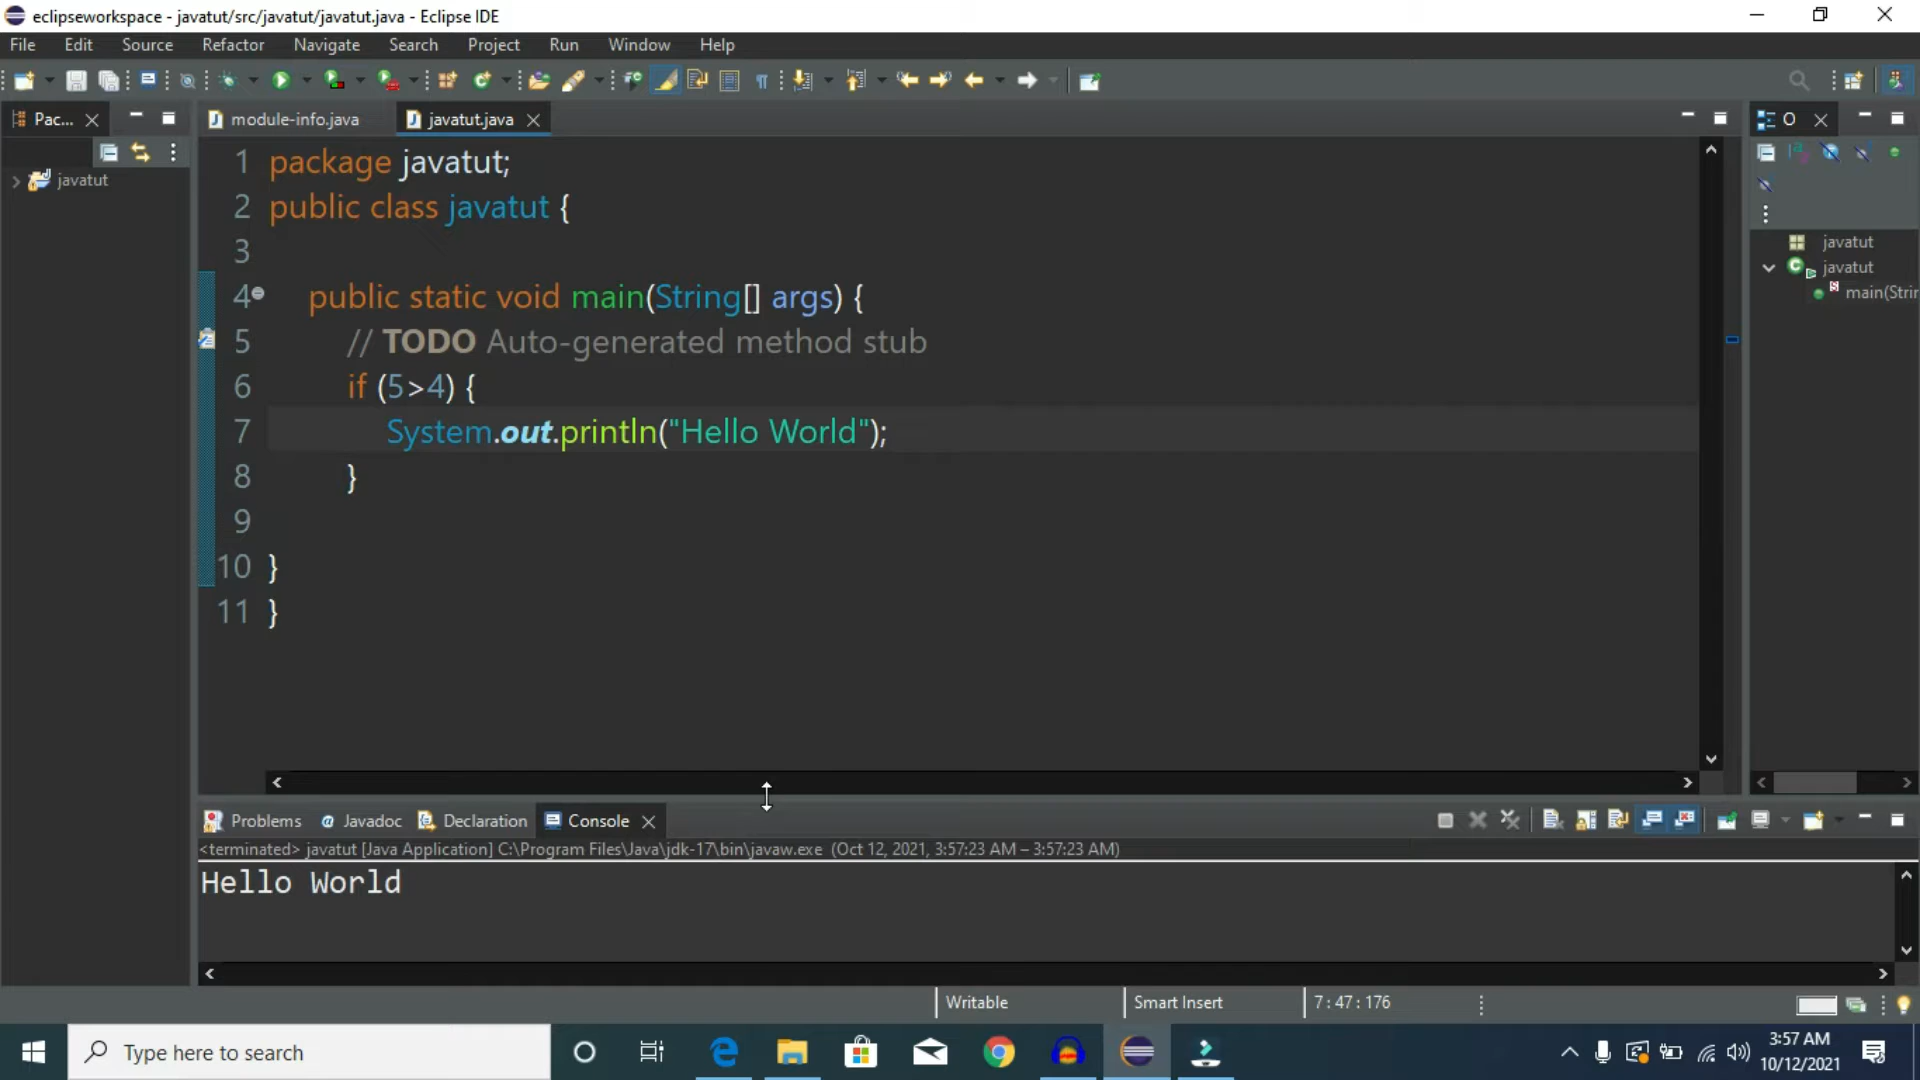 eclipseworkspace - javatut/src/javatut/javatut.java - Eclipse IDE
File Edit Source Refactor Navigate Search Project Run Window Help
Pac...
module-info.java
javatut.java
O
javatut
1 package javatut;
2 public class javatut {
3
4 public static void main(String[] args) {
5 // TODO Auto-generated method stub
6 if (5>4) {
7 System.out.println("Hello World");
8 }
9
10 }
11 }
javatut
javatut
main(Strin
Problems Javadoc Declaration Console
<terminated> javatut [Java Application] C:\Program Files\Java\jdk-17\bin\javaw.exe (Oct 12, 2021, 3:57:23 AM – 3:57:23 AM)
Hello World
Writable Smart Insert 7 : 47 : 176
Type here to search
3:57 AM
10/12/2021